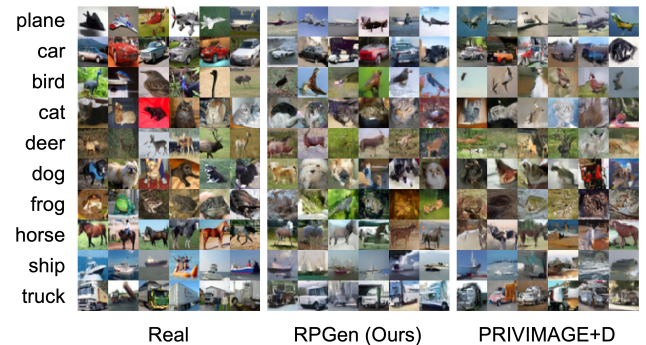 plane
car
bird
cat
deer
dog
frog
horse
ship
truck
Real
RPGen (Ours)
PRIVIMAGE+D